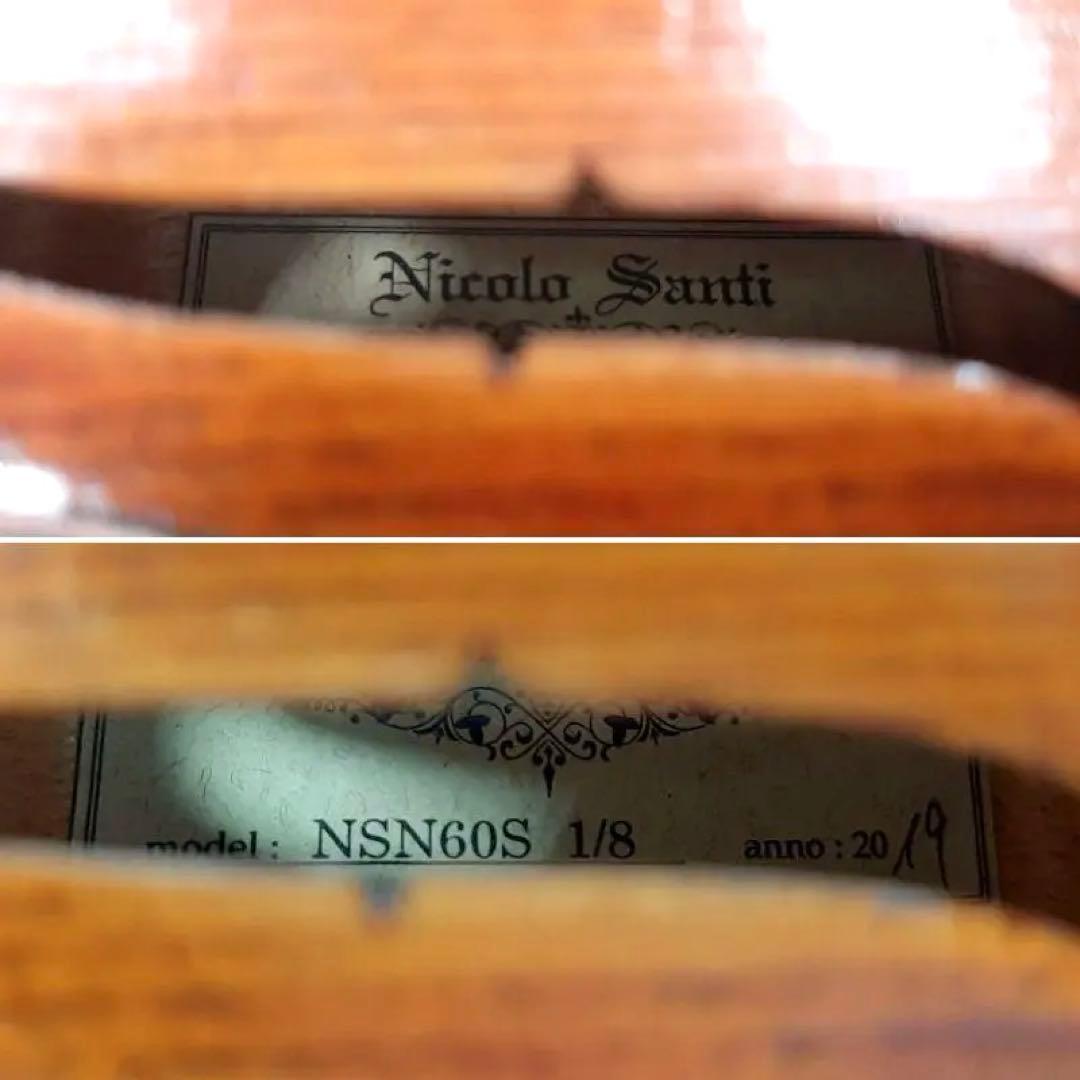 Nicolo Santi
model : NSN60S 1/8 anno : 2019